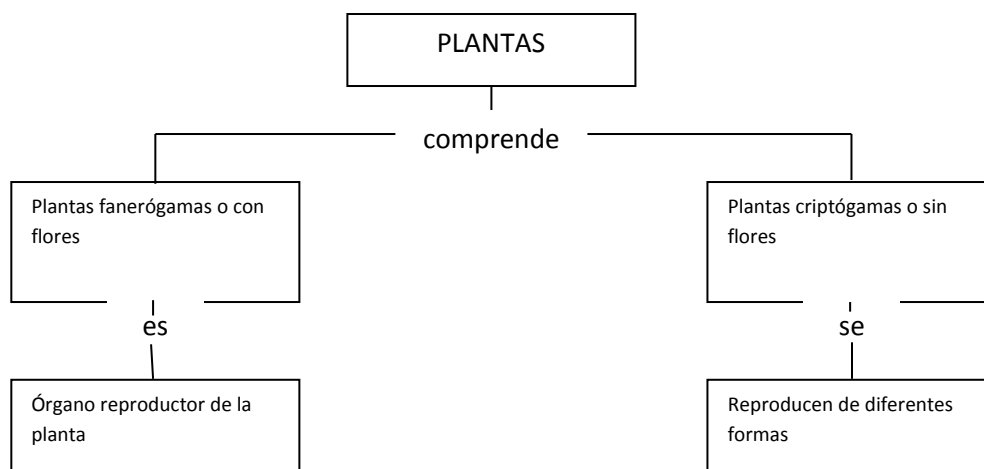 PLANTAS
comprende
Plantas fanerógamas o con
flores
es
Órgano reproductor de la
planta
Plantas criptógamas o sin
flores
se
Reproducen de diferentes
formas